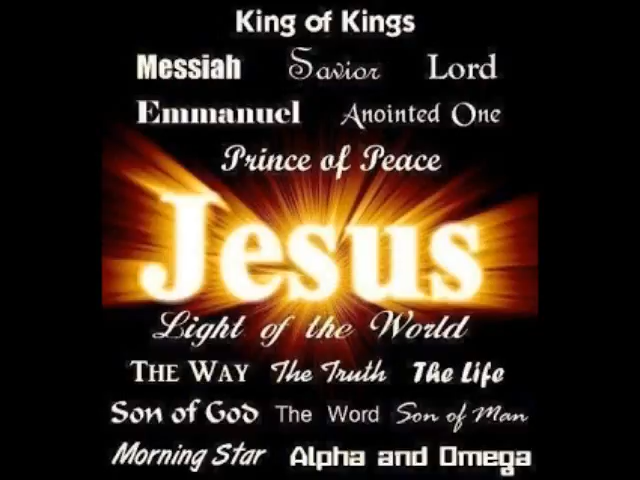 King of Kings
Messiah Savior Lord
Emmanuel Anointed One
Prince of Peace
Jesus
Light of the World
THE WAY The Truth The Life
Son of God The Word Son of Man
Morning Star Alpha and Omega